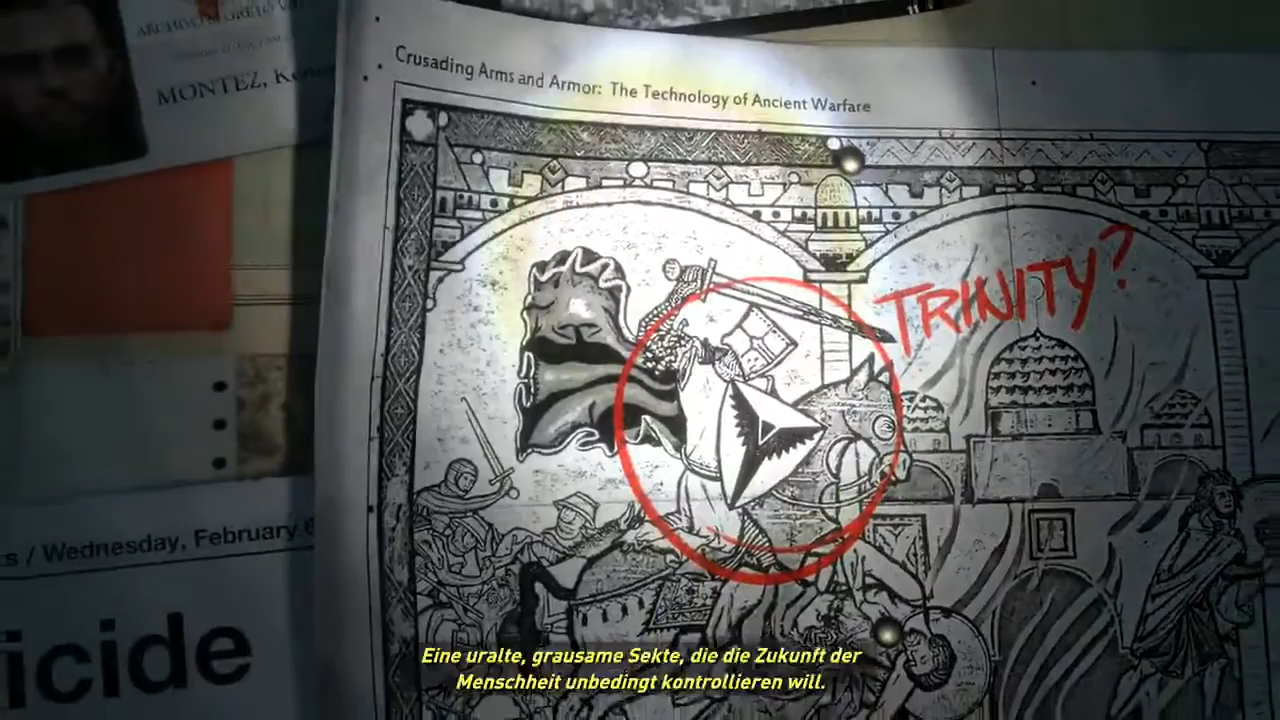 MONTEZ,
Crusading Arms and Armor: The Technology of Ancient Warfare
TRINITY?
/ Wednesday, February
icide
Eine uralte, grausame Sekte, die die Zukunft der
Menschheit unbedingt kontrollieren will.